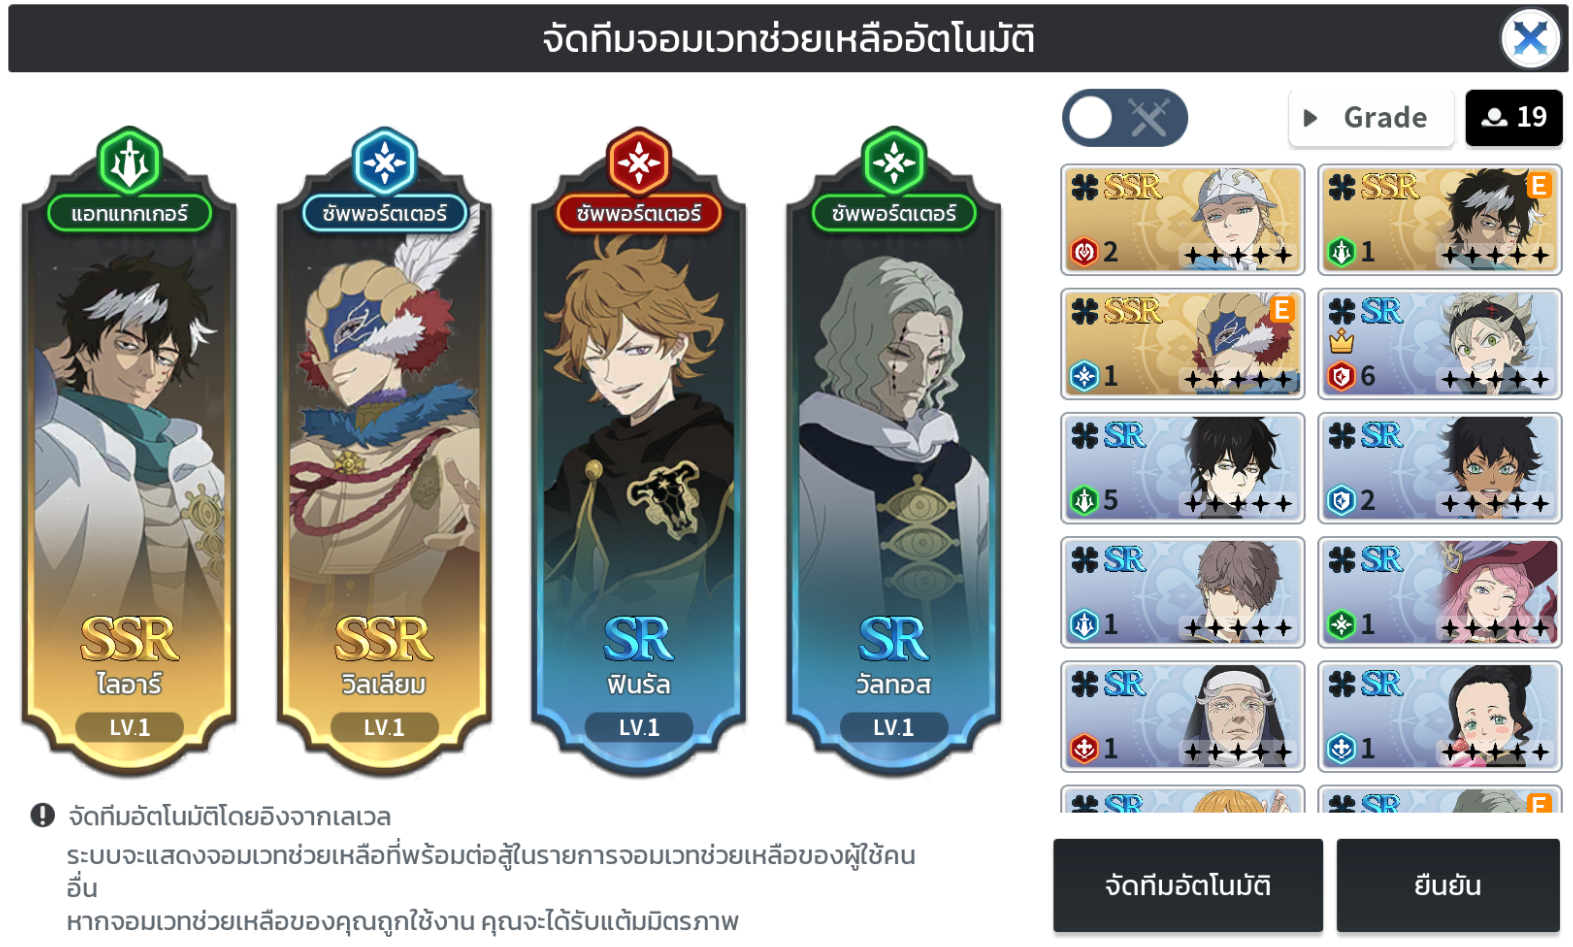 จัดทีมจอมเวทช่วยเหลืออัตโนมัติ
Grade
19
แอทแทกเกอร์
ซัพพอร์ตเตอร์
ซัพพอร์ตเตอร์
ซัพพอร์ตเตอร์
SSR
ไลอาร์
LV.1
SSR
วิลเลียม
LV.1
SR
ฟินรัล
LV.1
SR
วัลทอส
LV.1
SSR
2
SSR
E
1
SSR
E
1
SR
6
SR
5
SR
2
SR
1
SR
1
SR
1
SR
1
SR
SR
E
จัดทีมอัตโนมัติโดยอิงจากเลเวล
ระบบจะแสดงจอมเวทช่วยเหลือที่พร้อมต่อสู้ในรายการจอมเวทช่วยเหลือของผู้ใช้คน
อื่น
หากจอมเวทช่วยเหลือของคุณถูกใช้งาน คุณจะได้รับแต้มมิตรภาพ
จัดทีมอัตโนมัติ
ยืนยัน